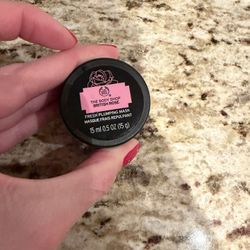 THE BODY SHOP
BRITISH ROSE
FRESH PLUMPING MASK
MASQUE FRAIS REPULPANT
15 ml 0.5 OZ (15 g)